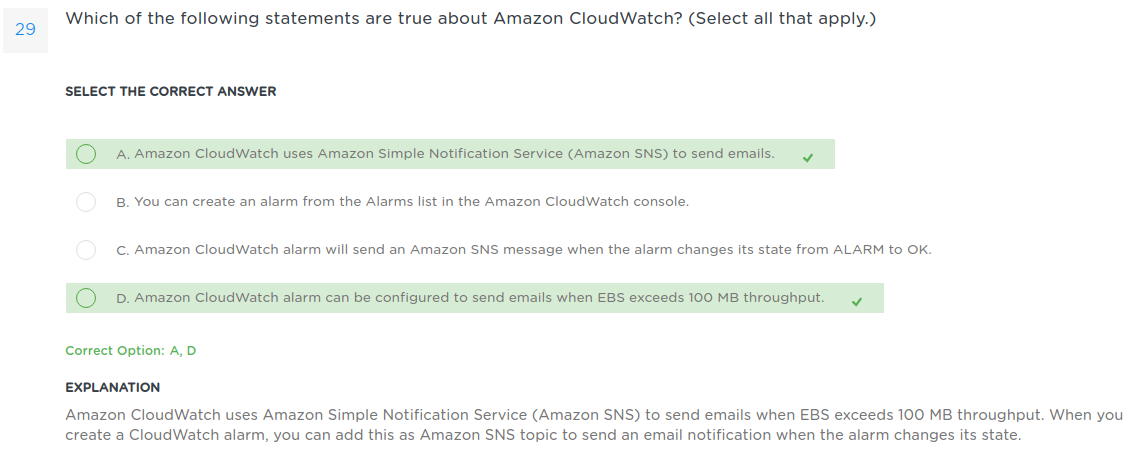 29
Which of the following statements are true about Amazon CloudWatch? (Select all that apply.)
SELECT THE CORRECT ANSWER
A. Amazon CloudWatch uses Amazon Simple Notification Service (Amazon SNS) to send emails.
B. You can create an alarm from the Alarms list in the Amazon CloudWatch console.
C. Amazon CloudWatch alarm will send an Amazon SNS message when the alarm changes its state from ALARM to OK.
D. Amazon CloudWatch alarm can be configured to send emails when EBS exceeds 100 MB throughput.
Correct Option: A, D
EXPLANATION
Amazon CloudWatch uses Amazon Simple Notification Service (Amazon SNS) to send emails when EBS exceeds 100 MB throughput. When you
create a CloudWatch alarm, you can add this as Amazon SNS topic to send an email notification when the alarm changes its state.